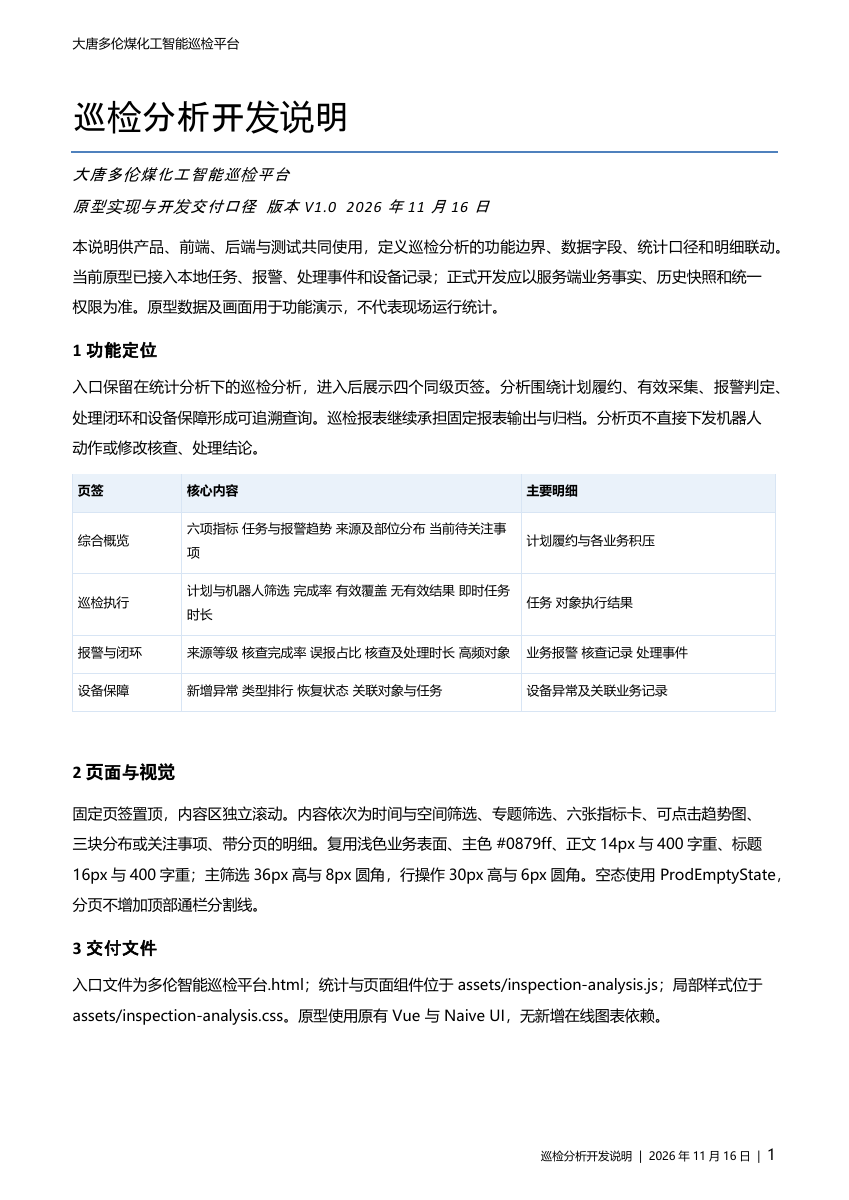 大唐多伦煤化工智能巡检平台
巡检分析开发说明
大唐多伦煤化工智能巡检平台
原型实现与开发交付口径 版本 V1.0 2026 年 11 月 16 日
本说明供产品、前端、后端与测试共同使用，定义巡检分析的功能边界、数据字段、统计口径和明细联动。
当前原型已接入本地任务、报警、处理事件和设备记录；正式开发应以服务端业务事实、历史快照和统一
权限为准。原型数据及画面用于功能演示，不代表现场运行统计。
1 功能定位
入口保留在统计分析下的巡检分析，进入后展示四个同级页签。分析围绕计划履约、有效采集、报警判定、
处理闭环和设备保障形成可追溯查询。巡检报表继续承担固定报表输出与归档。分析页不直接下发机器人
动作或修改核查、处理结论。
页签 核心内容 主要明细
综合概览 六项指标 任务与报警趋势 来源及部位分布 当前待关注事
项 计划履约与各业务积压
巡检执行 计划与机器人筛选 完成率 有效覆盖 无有效结果 即时任务
时长 任务 对象执行结果
报警与闭环 来源等级 核查完成率 误报占比 核查及处理时长 高频对象 业务报警 核查记录 处理事件
设备保障 新增异常 类型排行 恢复状态 关联对象与任务 设备异常及关联业务记录
2 页面与视觉
固定页签置顶，内容区独立滚动。内容依次为时间与空间筛选、专题筛选、六张指标卡、可点击趋势图、
三块分布或关注事项、带分页的明细。复用浅色业务表面、主色 #0879ff、正文 14px 与 400 字重、标题
16px 与 400 字重；主筛选 36px 高与 8px 圆角，行操作 30px 高与 6px 圆角。空态使用 ProdEmptyState，
分页不增加顶部通栏分割线。
3 交付文件
入口文件为多伦智能巡检平台.html；统计与页面组件位于 assets/inspection-analysis.js；局部样式位于
assets/inspection-analysis.css。原型使用原有 Vue 与 Naive UI，无新增在线图表依赖。
巡检分析开发说明 | 2026 年 11 月 16 日 | 1